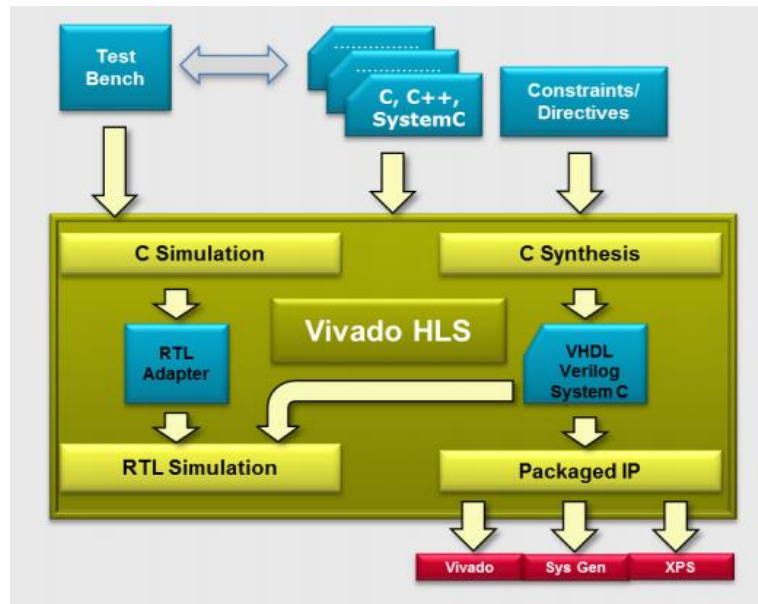 Test
Bench
C, C++,
SystemC
Constraints/
Directives
C Simulation
C Synthesis
Vivado HLS
RTL
Adapter
VHDL
Verilog
System C
RTL Simulation
Packaged IP
Vivado
Sys Gen
XPS